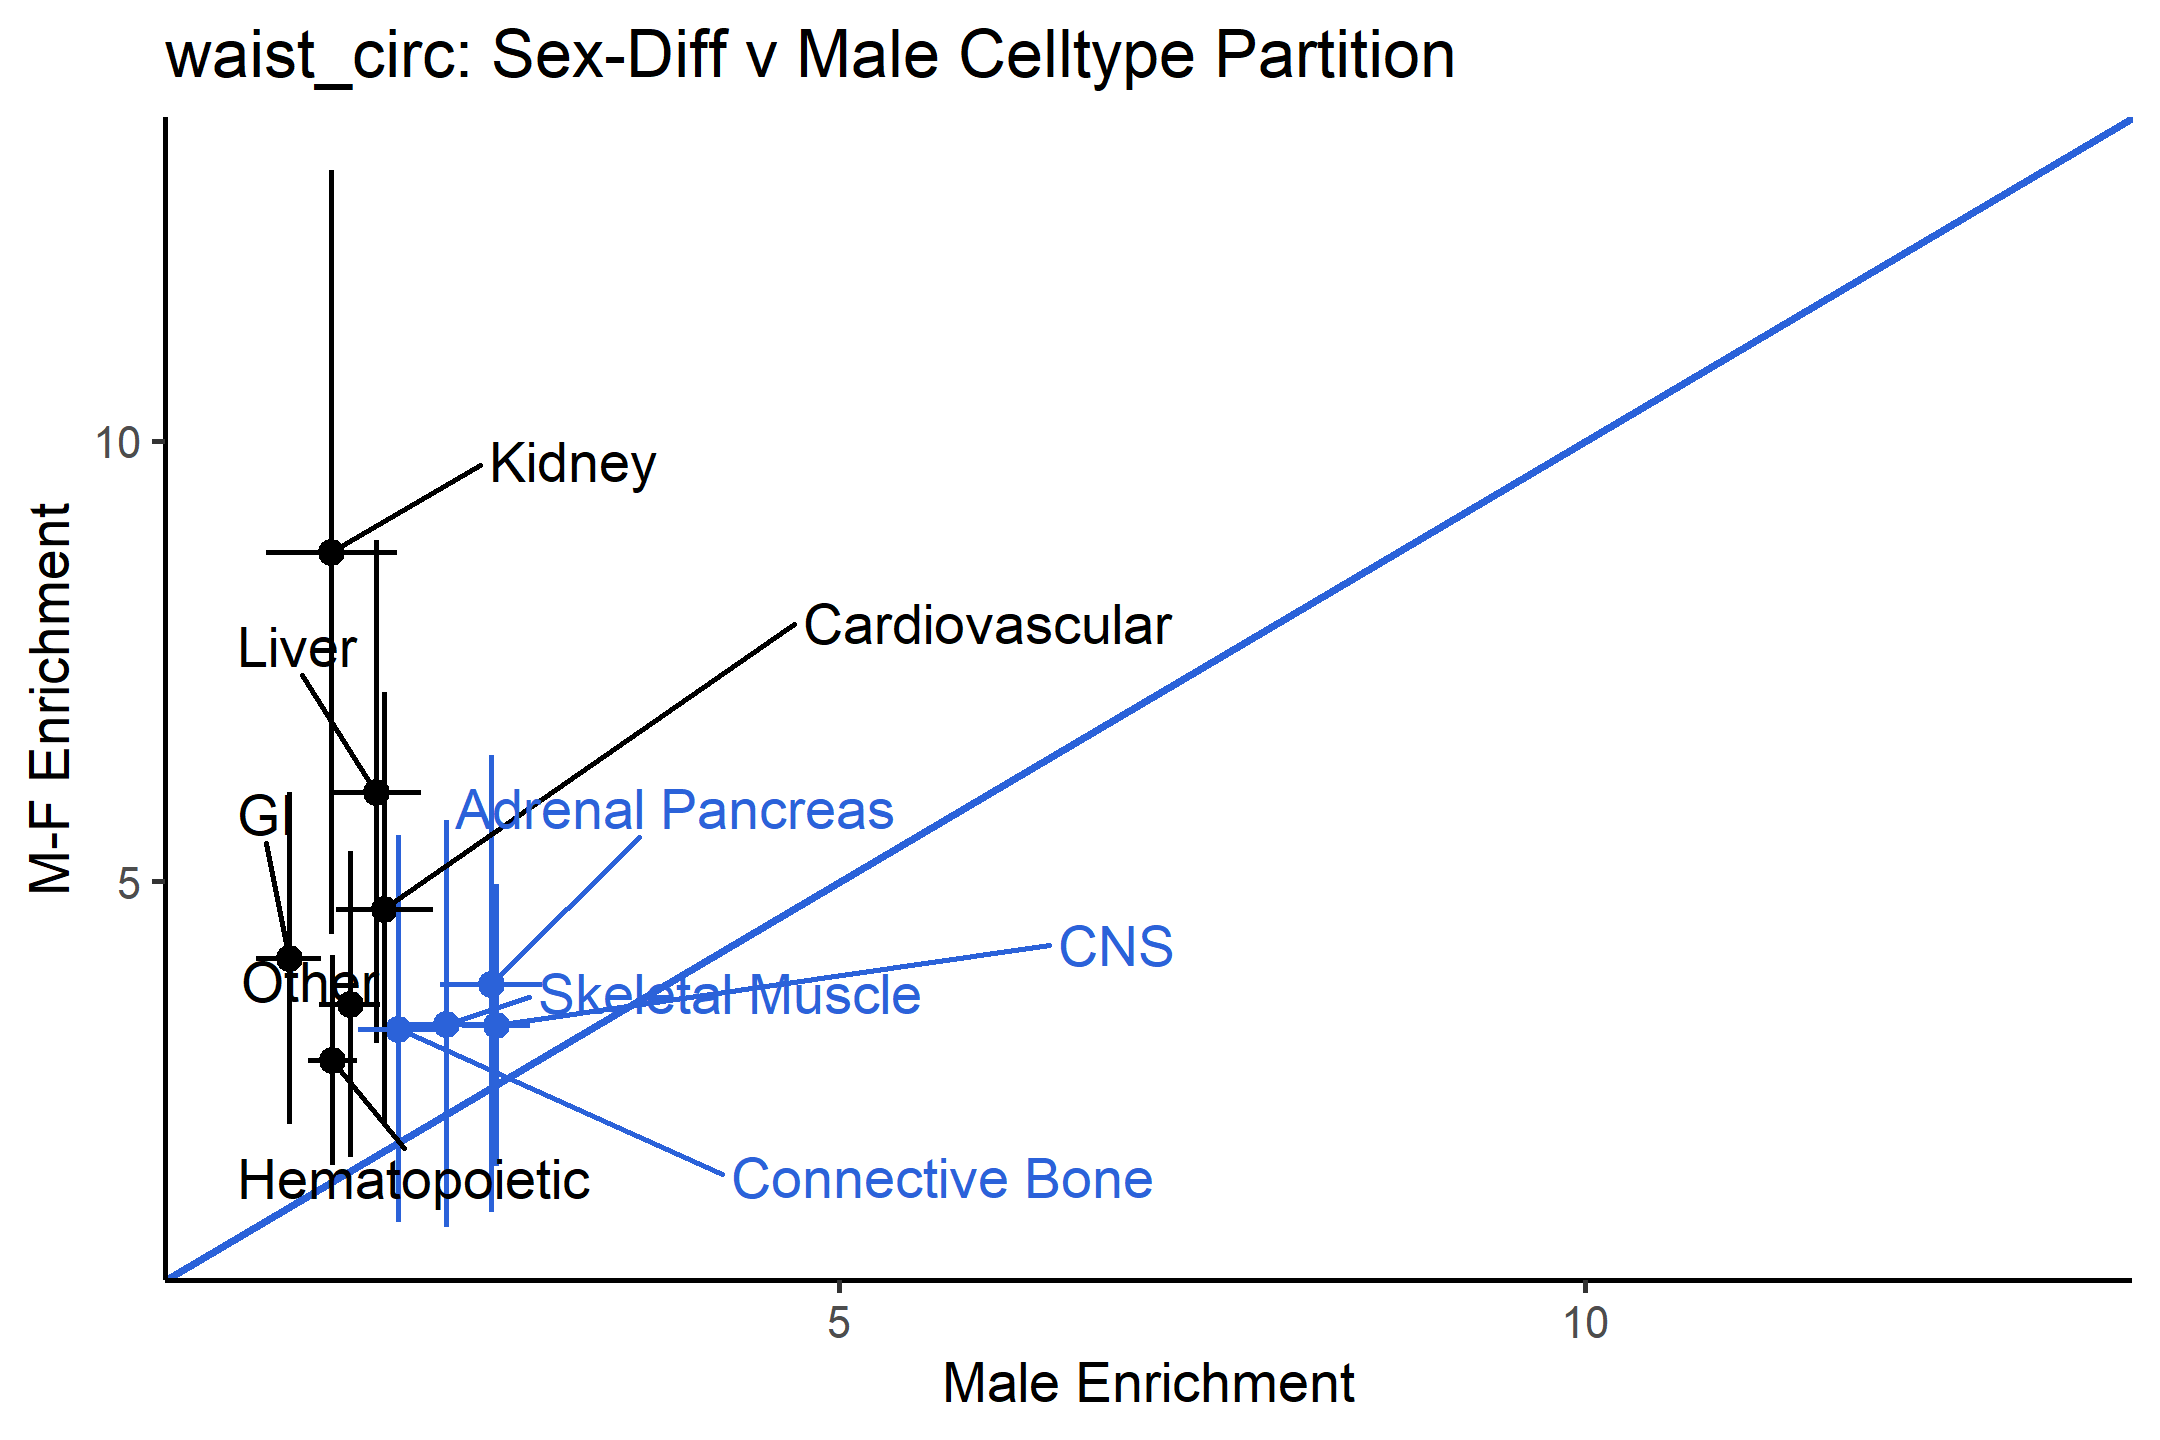 waist_circ: Sex-Diff v Male Celltype Partition
M-F Enrichment
10
5
Kidney
Cardiovascular
Liver
GI
Adrenal Pancreas
CNS
Other
Skeletal Muscle
Hematopoietic
Connective Bone
5
10
Male Enrichment